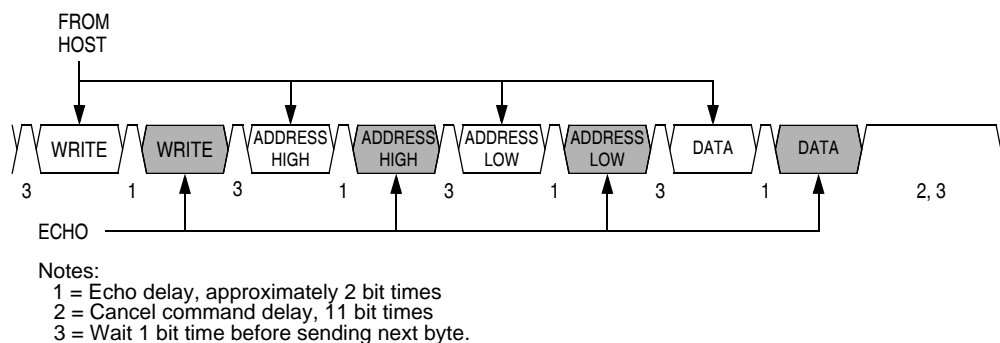 FROM
HOST
WRITE WRITE ADDRESS HIGH ADDRESS HIGH ADDRESS LOW ADDRESS LOW DATA DATA
3 1 3 1 3 1 3 1 2, 3
ECHO
Notes:
1 = Echo delay, approximately 2 bit times
2 = Cancel command delay, 11 bit times
3 = Wait 1 bit time before sending next byte.